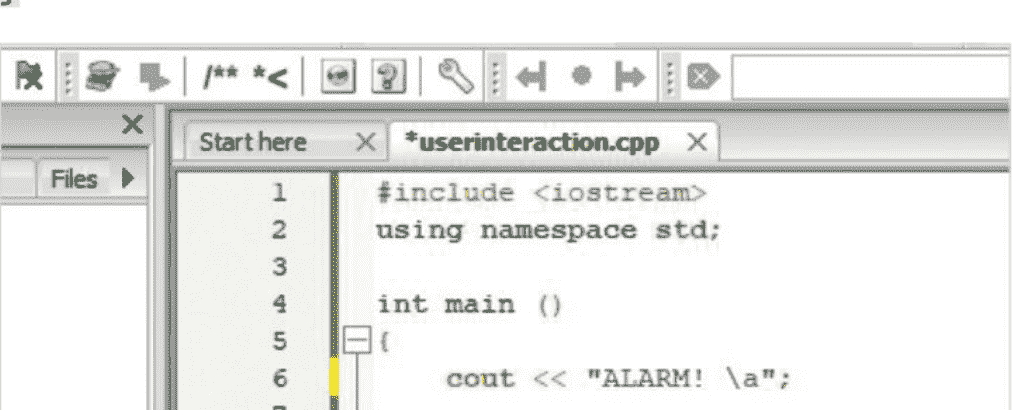 /** *<
Start here
*userinteraction.cpp
Files
1 #include <iostream>
2 using namespace std;
3
4 int main ()
5 {
6 cout << "ALARM! \a";